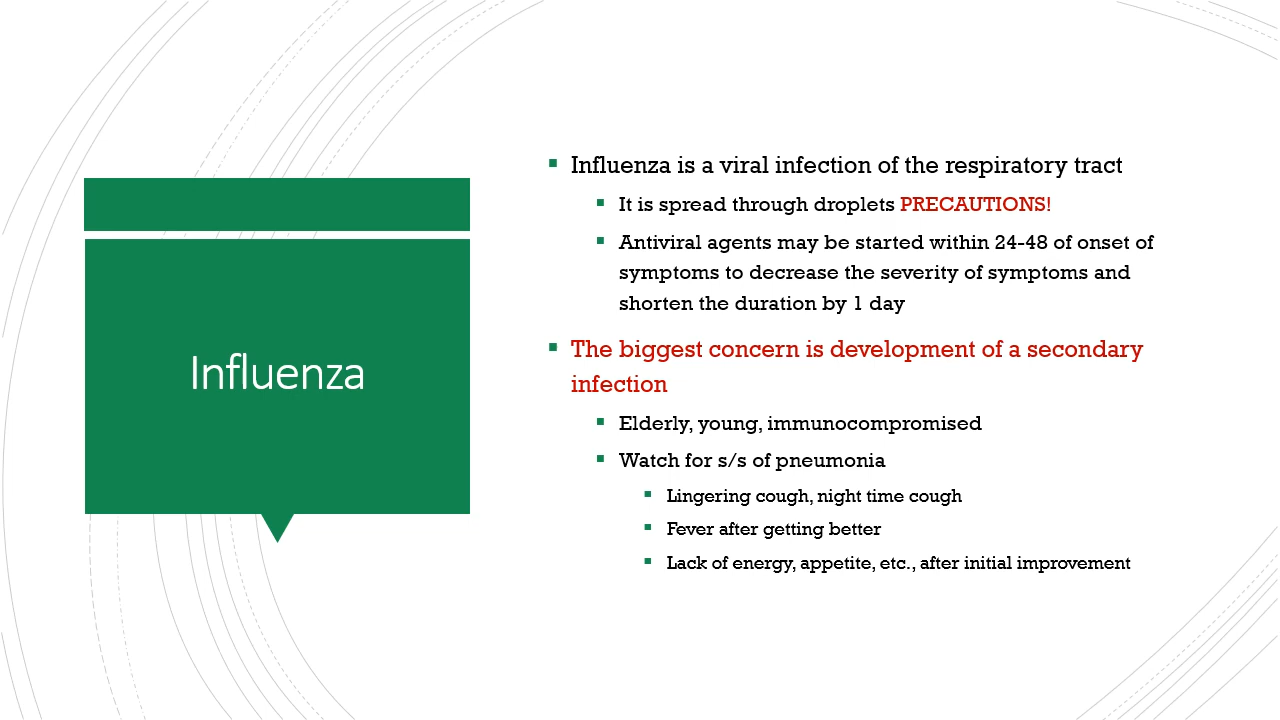 Influenza
Influenza is a viral infection of the respiratory tract
It is spread through droplets PRECAUTIONS!
Antiviral agents may be started within 24-48 of onset of
symptoms to decrease the severity of symptoms and
shorten the duration by 1 day
The biggest concern is development of a secondary
infection
Elderly, young, immunocompromised
Watch for s/s of pneumonia
Lingering cough, night time cough
Fever after getting better
Lack of energy, appetite, etc., after initial improvement